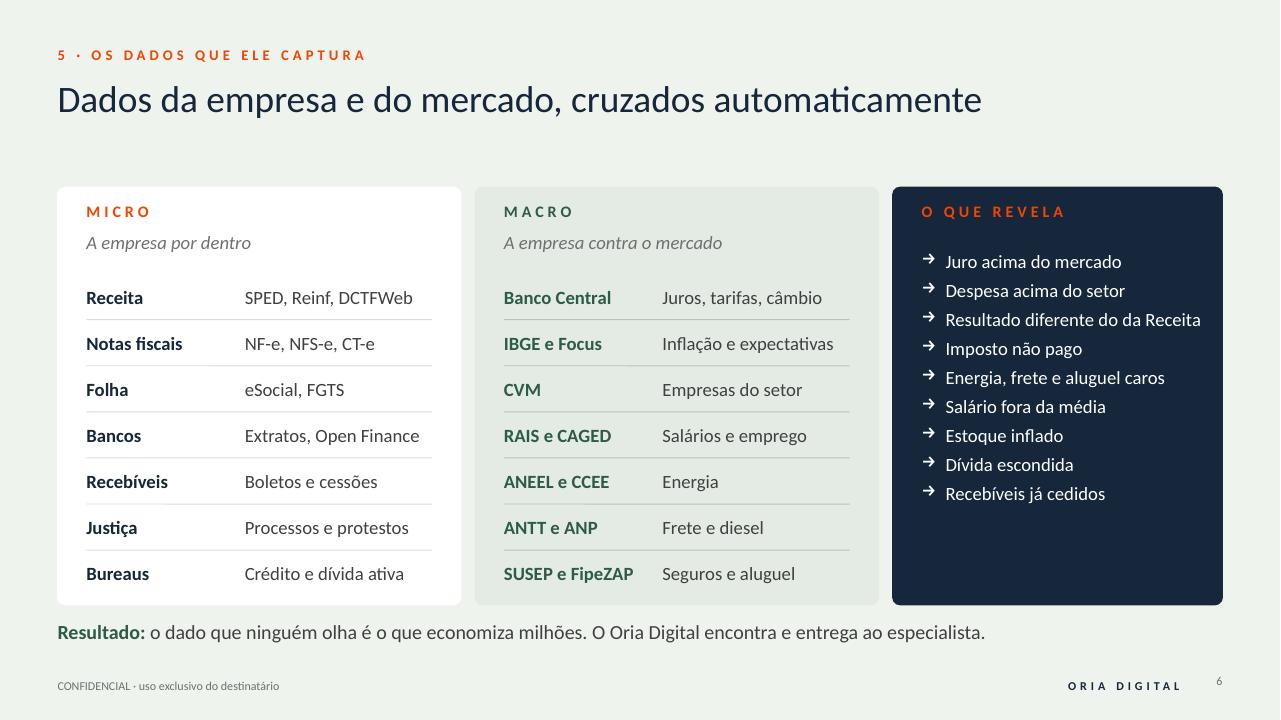 5 · OS DADOS QUE ELE CAPTURA
Dados da empresa e do mercado, cruzados automaticamente
MICRO
A empresa por dentro
Receita SPED, Reinf, DCTFWeb
Notas fiscais NF-e, NFS-e, CT-e
Folha eSocial, FGTS
Bancos Extratos, Open Finance
Recebíveis Boletos e cessões
Justiça Processos e protestos
Bureaus Crédito e dívida ativa
MACRO
A empresa contra o mercado
Banco Central Juros, tarifas, câmbio
IBGE e Focus Inflação e expectativas
CVM Empresas do setor
RAIS e CAGED Salários e emprego
ANEEL e CCEE Energia
ANTT e ANP Frete e diesel
SUSEP e FipeZAP Seguros e aluguel
O QUE REVELA
→ Juro acima do mercado
→ Despesa acima do setor
→ Resultado diferente do da Receita
→ Imposto não pago
→ Energia, frete e aluguel caros
→ Salário fora da média
→ Estoque inflado
→ Dívida escondida
→ Recebíveis já cedidos
Resultado: o dado que ninguém olha é o que economiza milhões. O Oria Digital encontra e entrega ao especialista.
CONFIDENCIAL · uso exclusivo do destinatário
ORIA DIGITAL 6